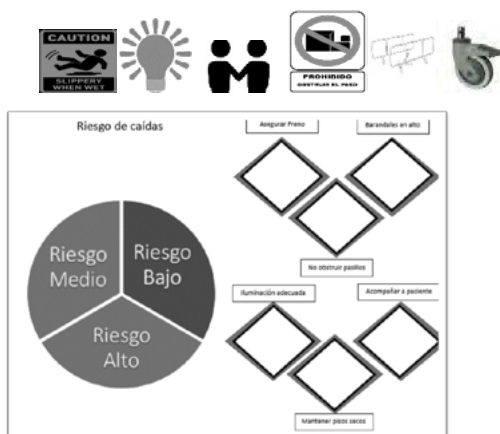 CAUTION
SLIPPERY
WHEN WET
PROHIBIDO
OBSTRUIR EL PASO
Riesgo de caídas
Riesgo
Medio
Riesgo
Bajo
Riesgo
Alto
Asegurar Freno
Barandales en alto
No obstruir pasillos
Iluminación adecuada
Acompañar a paciente
Mantener pisos secos